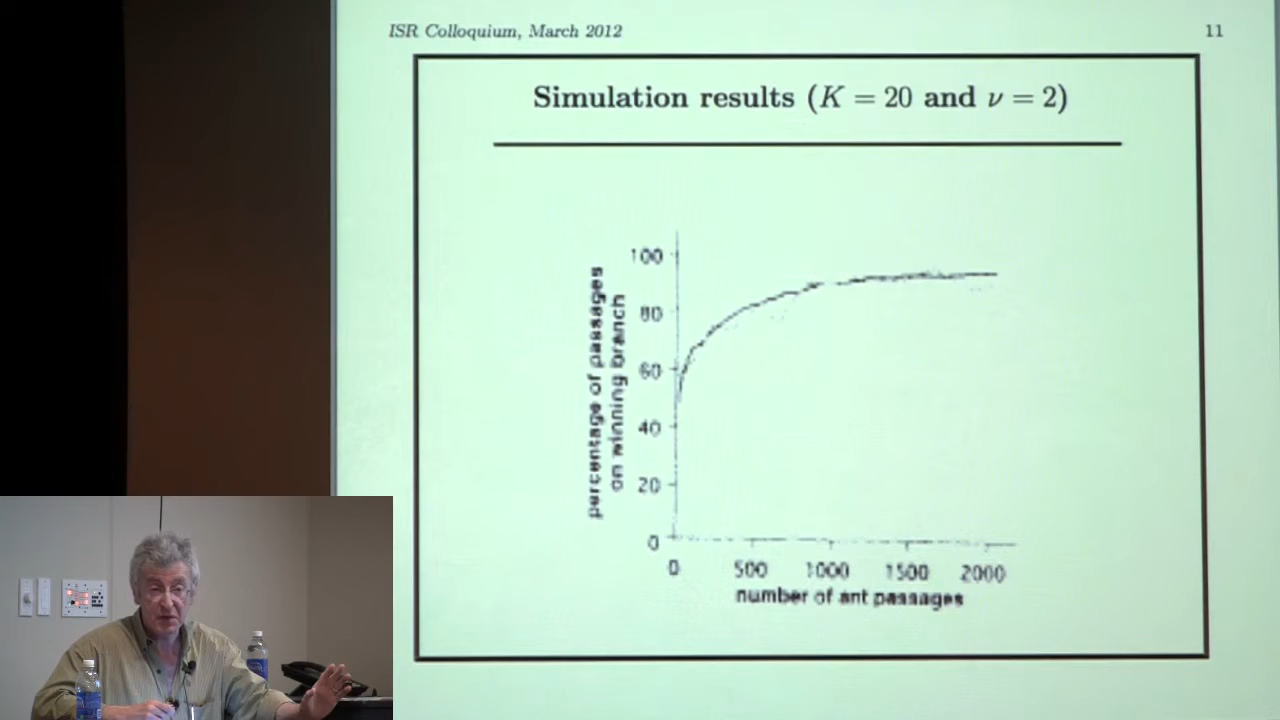 ISR Colloquium, March 2012
11
Simulation results (K = 20 and ν = 2)
percentage of passages
on winning branch
100
80
60
40
20
0
0 500 1000 1500 2000
number of ant passages